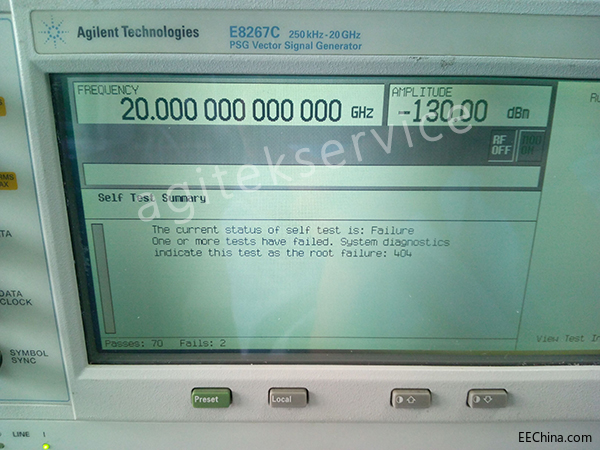 Agilent Technologies
E8267C 250 kHz - 20 GHz
PSG Vector Signal Generator
FREQUENCY
20.000 000 000 000 GHz
AMPLITUDE
-130.00 dBm
RF
OFF
MOD
ON
agitekservice
Self Test Summary
The current status of self test is: Failure
One or more tests have failed. System diagnostics
indicate this test as the root failure: 404
Passes: 70 Fails: 2
View Test In
DATA
CLOCK
SYMBOL
SYNC
Preset
Local
LINE
EEChina.com